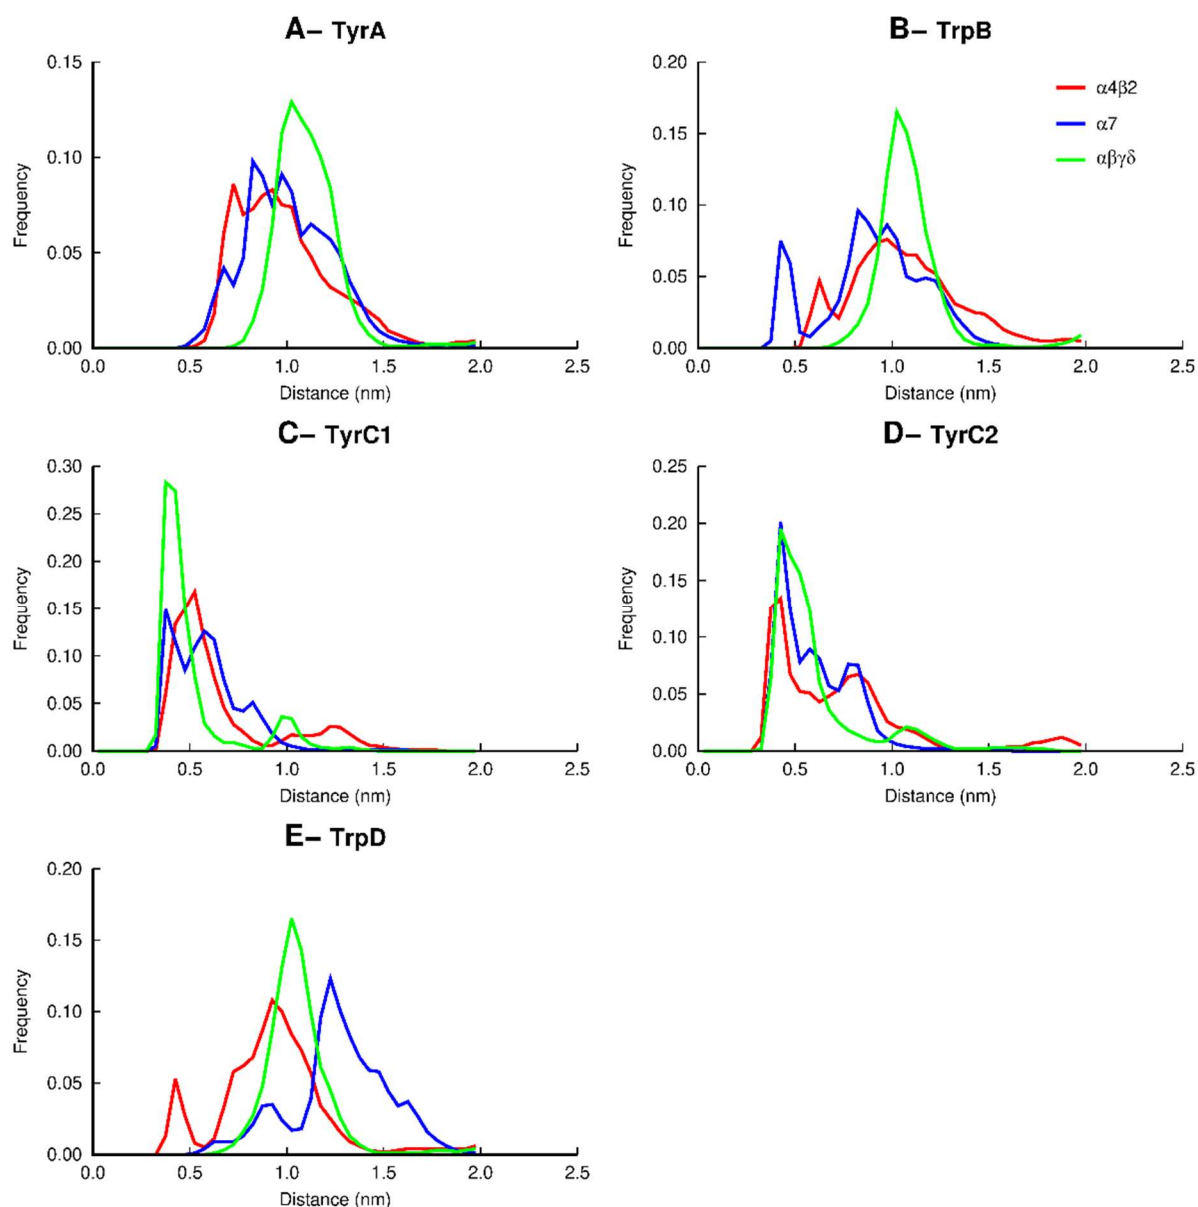 A– TyrA
0.15
0.10
0.05
0.00
Frequency
0.0 0.5 1.0 1.5 2.0 2.5
Distance (nm)
B– TrpB
0.20
0.15
0.10
0.05
0.00
Frequency
0.0 0.5 1.0 1.5 2.0 2.5
Distance (nm)
α4β2
α7
αβγδ
C– TyrC1
0.30
0.25
0.20
0.15
0.10
0.05
0.00
Frequency
0.0 0.5 1.0 1.5 2.0 2.5
Distance (nm)
D– TyrC2
0.25
0.20
0.15
0.10
0.05
0.00
Frequency
0.0 0.5 1.0 1.5 2.0 2.5
Distance (nm)
E– TrpD
0.20
0.15
0.10
0.05
0.00
Frequency
0.0 0.5 1.0 1.5 2.0 2.5
Distance (nm)